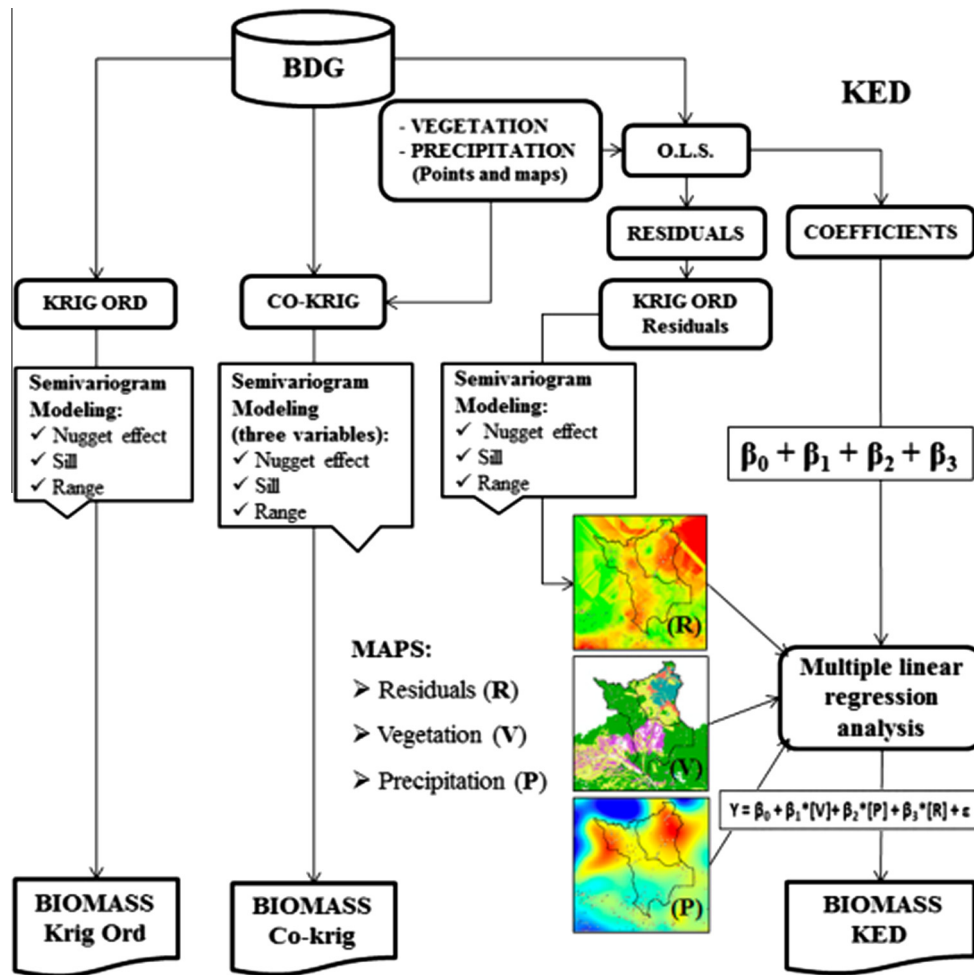 BDG
KED
- VEGETATION
- PRECIPITATION
(Points and maps)
O.L.S.
RESIDUALS
COEFFICIENTS
KRIG ORD
CO-KRIG
KRIG ORD
Residuals
Semivariogram
Modeling:
✓ Nugget effect
✓ Sill
✓ Range
Semivariogram
Modeling
(three variables):
✓ Nugget effect
✓ Sill
✓ Range
Semivariogram
Modeling:
✓ Nugget effect
✓ Sill
✓ Range
β₀ + β₁ + β₂ + β₃
(R)
MAPS:
➢ Residuals (R)
➢ Vegetation (V)
➢ Precipitation (P)
(V)
(P)
Multiple linear
regression
analysis
Y = β₀ + β₁*[V]+ β₂*[P]+ β₃*[R] + ε
BIOMASS
Krig Ord
BIOMASS
Co-krig
BIOMASS
KED